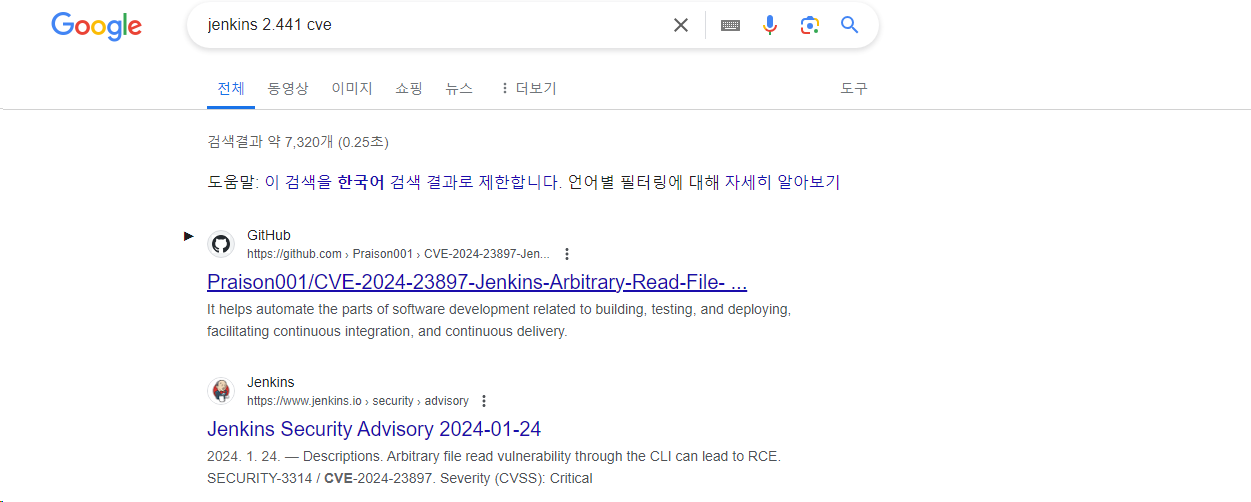 Google
jenkins 2.441 cve
전체 동영상 이미지 쇼핑 뉴스 더보기 도구
검색결과 약 7,320개 (0.25초)
도움말: 이 검색을 한국어 검색 결과로 제한합니다. 언어별 필터링에 대해 자세히 알아보기
GitHub
https://github.com › Praison001 › CVE-2024-23897-Jen...
Praison001/CVE-2024-23897-Jenkins-Arbitrary-Read-File- ...
It helps automate the parts of software development related to building, testing, and deploying,
facilitating continuous integration, and continuous delivery.
Jenkins
https://www.jenkins.io › security › advisory
Jenkins Security Advisory 2024-01-24
2024. 1. 24. — Descriptions. Arbitrary file read vulnerability through the CLI can lead to RCE.
SECURITY-3314 / CVE-2024-23897. Severity (CVSS): Critical